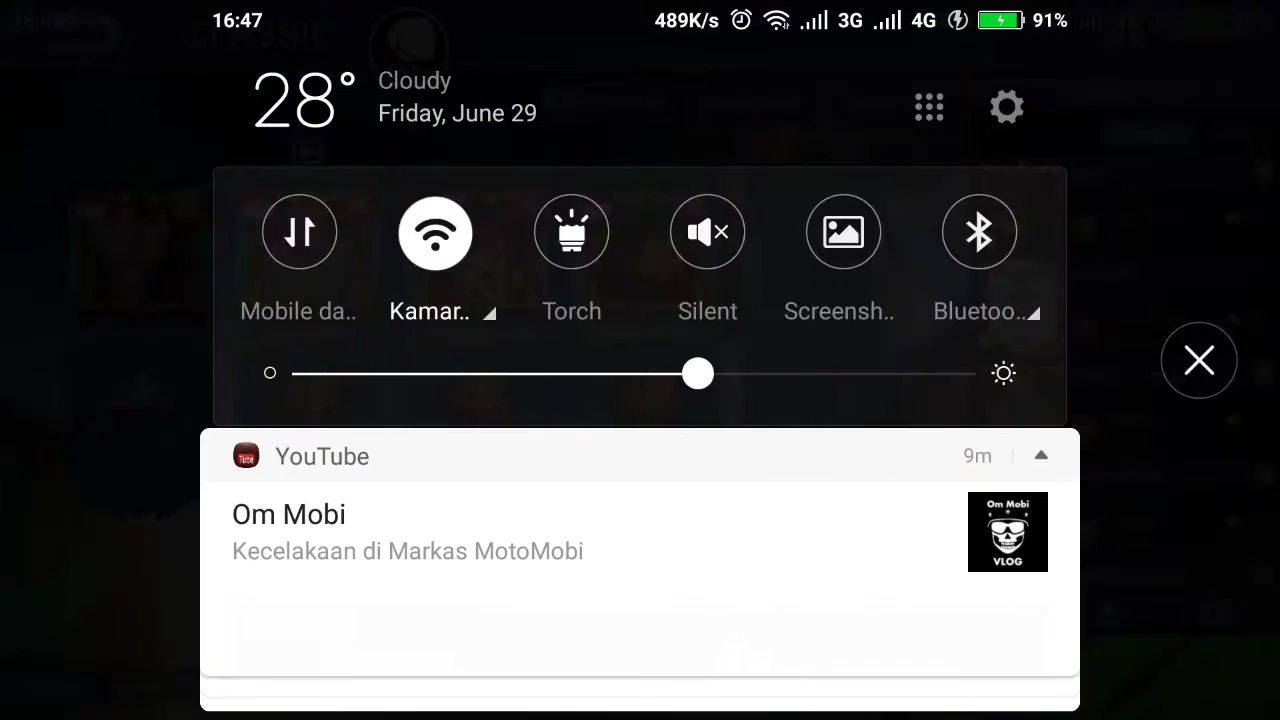 16:47
489K/s 3G 4G 91%
28°
Cloudy
Friday, June 29
Mobile da..
Kamar..
Torch
Silent
Screensh..
Bluetoo..
Tube
YouTube
9m
Om Mobi
Kecelakaan di Markas MotoMobi
Om Mobi
VLOG